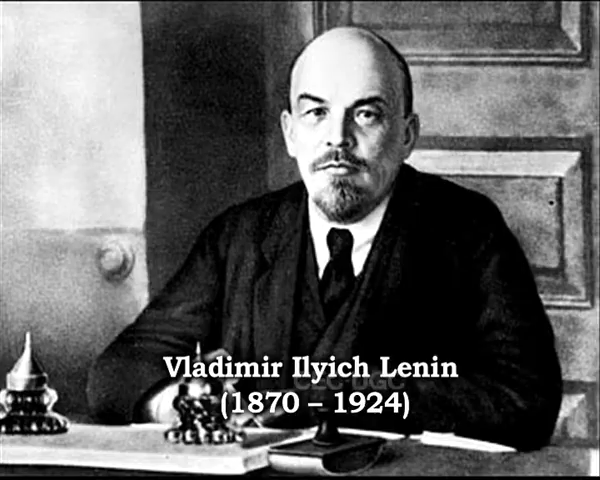 Vladimir Ilyich Lenin
(1870 – 1924)